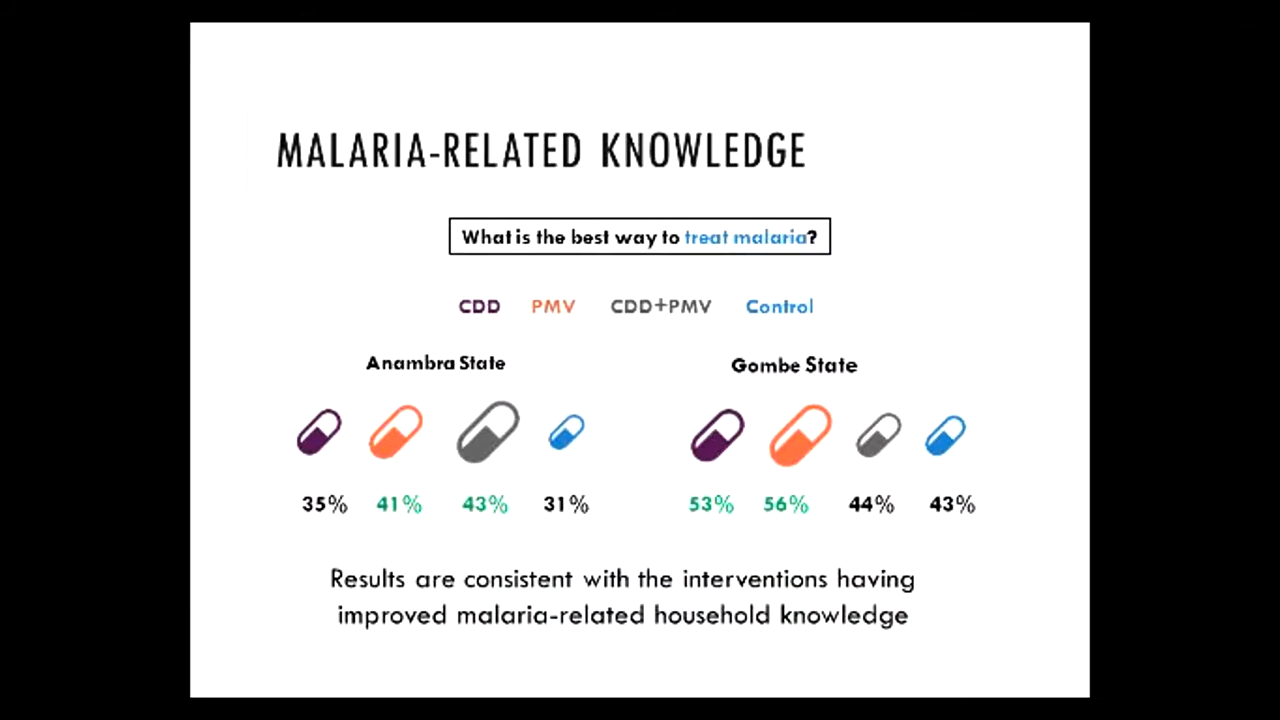 MALARIA-RELATED KNOWLEDGE
What is the best way to treat malaria?
CDD PMV CDD+PMV Control
Anambra State Gombe State
35% 41% 43% 31% 53% 56% 44% 43%
Results are consistent with the interventions having
improved malaria-related household knowledge